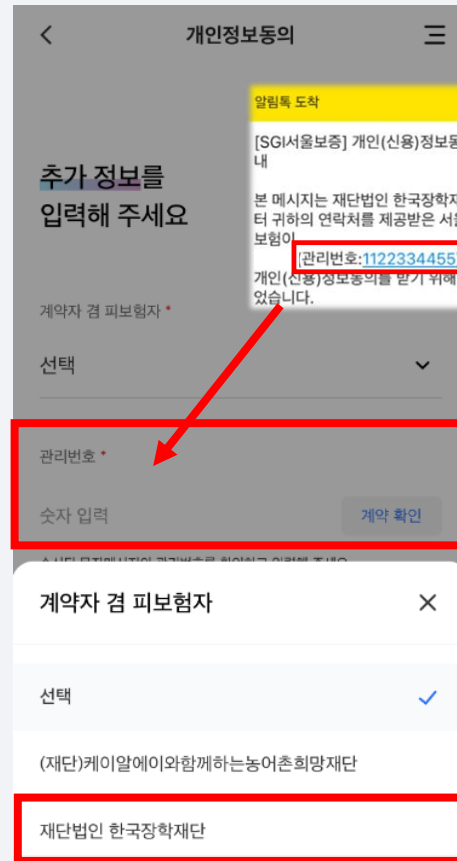 개인정보동의
알림톡 도착
[SGI서울보증] 개인(신용)정보동
내
본 메시지는 재단법인 한국장학재
터 귀하의 연락처를 제공받은 서울
보험이
[관리번호:1122334455
개인(신용)정보동의를 받기 위해
었습니다.
추가 정보를
입력해 주세요
계약자 겸 피보험자 *
선택
관리번호 *
숫자 입력
계약 확인
계약자 겸 피보험자
선택
(재단)케이알에이와함께하는농어촌희망재단
재단법인 한국장학재단